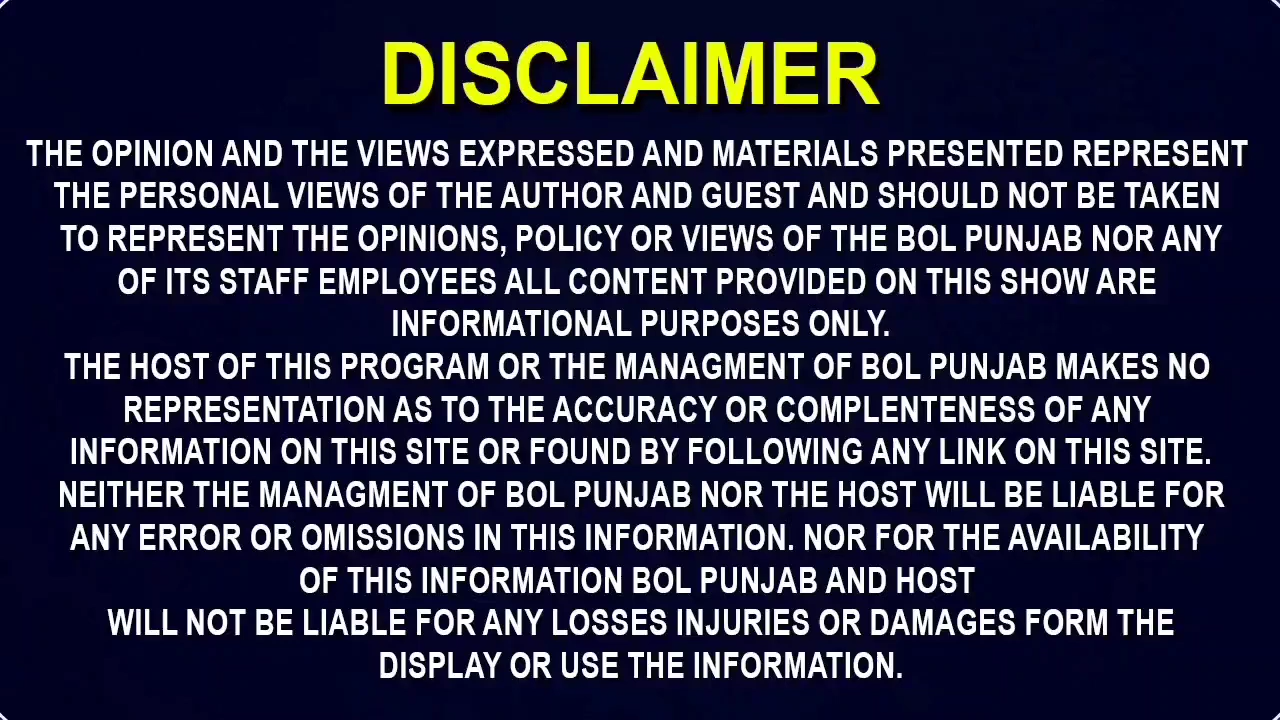 DISCLAIMER
THE OPINION AND THE VIEWS EXPRESSED AND MATERIALS PRESENTED REPRESENT
THE PERSONAL VIEWS OF THE AUTHOR AND GUEST AND SHOULD NOT BE TAKEN
TO REPRESENT THE OPINIONS, POLICY OR VIEWS OF THE BOL PUNJAB NOR ANY
OF ITS STAFF EMPLOYEES ALL CONTENT PROVIDED ON THIS SHOW ARE
INFORMATIONAL PURPOSES ONLY.
THE HOST OF THIS PROGRAM OR THE MANAGMENT OF BOL PUNJAB MAKES NO
REPRESENTATION AS TO THE ACCURACY OR COMPLENTENESS OF ANY
INFORMATION ON THIS SITE OR FOUND BY FOLLOWING ANY LINK ON THIS SITE.
NEITHER THE MANAGMENT OF BOL PUNJAB NOR THE HOST WILL BE LIABLE FOR
ANY ERROR OR OMISSIONS IN THIS INFORMATION. NOR FOR THE AVAILABILITY
OF THIS INFORMATION BOL PUNJAB AND HOST
WILL NOT BE LIABLE FOR ANY LOSSES INJURIES OR DAMAGES FORM THE
DISPLAY OR USE THE INFORMATION.